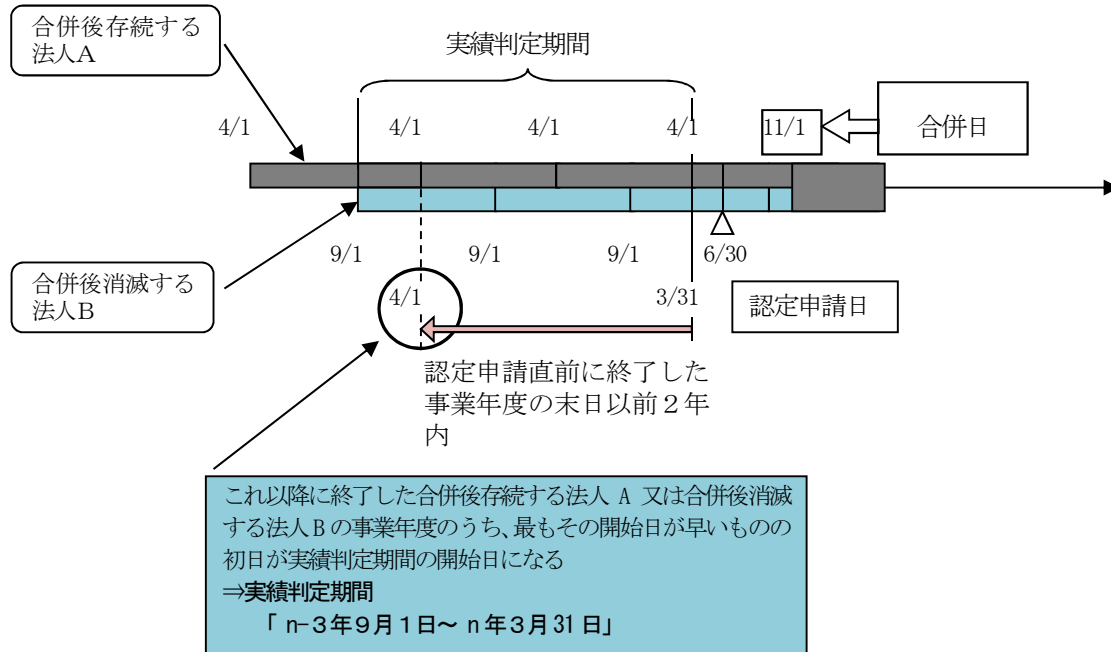 合併後存続する
法人A
実績判定期間
4/1
4/1
4/1
4/1
11/1
合併日
合併後消滅する
法人B
9/1
9/1
9/1
6/30
4/1
3/31
認定申請日
認定申請直前に終了した
事業年度の末日以前２年
内
これ以降に終了した合併後存続する法人 A 又は合併後消滅
する法人Ｂの事業年度のうち、最もその開始日が早いものの
初日が実績判定期間の開始日になる
⇒実績判定期間
「 n-３年９月１日～ n 年３月 31 日」